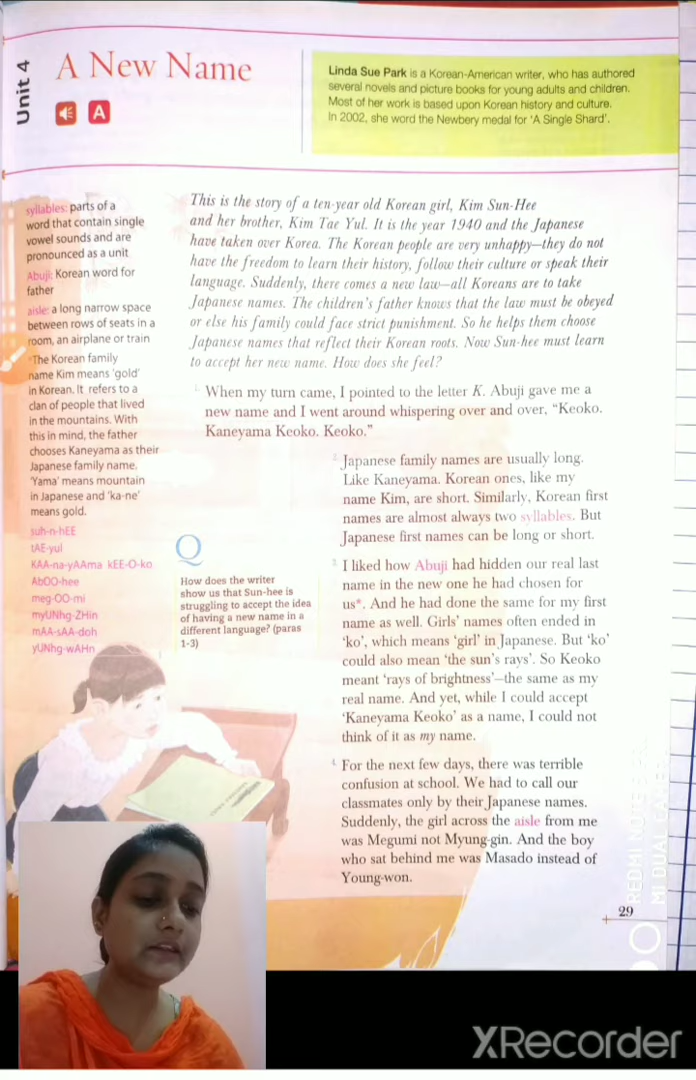 Unit 4
A New Name
A
Linda Sue Park is a Korean-American writer, who has authored
several novels and picture books for young adults and children.
Most of her work is based upon Korean history and culture.
In 2002, she word the Newbery medal for 'A Single Shard'.
syllables: parts of a
word that contain single
vowel sounds and are
pronounced as a unit
Abuji: Korean word for
father
aisle: a long narrow space
between rows of seats in a
room, an airplane or train
*The Korean family
name Kim means 'gold'
in Korean. It refers to a
clan of people that lived
in the mountains. With
this in mind, the father
chooses Kaneyama as their
Japanese family name.
'Yama' means mountain
in Japanese and 'ka-ne'
means gold.
suh-n-hEE
tAE-yul
KAA-na-yAAma kEE-O-ko
AbOO-hee
meg-OO-mi
myUNhg-ZHin
mAA-sAA-doh
yUNhg-wAHn
This is the story of a ten-year old Korean girl, Kim Sun-Hee
and her brother, Kim Tae Yul. It is the year 1940 and the Japanese
have taken over Korea. The Korean people are very unhappy—they do not
have the freedom to learn their history, follow their culture or speak their
language. Suddenly, there comes a new law—all Koreans are to take
Japanese names. The children's father knows that the law must be obeyed
or else his family could face strict punishment. So he helps them choose
Japanese names that reflect their Korean roots. Now Sun-hee must learn
to accept her new name. How does she feel?
1 When my turn came, I pointed to the letter K. Abuji gave me a
new name and I went around whispering over and over, "Keoko.
Kaneyama Keoko. Keoko."
2 Japanese family names are usually long.
Like Kaneyama. Korean ones, like my
name Kim, are short. Similarly, Korean first
names are almost always two syllables. But
Japanese first names can be long or short.
Q
How does the writer
show us that Sun-hee is
struggling to accept the idea
of having a new name in a
different language? (paras
1-3)
3 I liked how Abuji had hidden our real last
name in the new one he had chosen for
us*. And he had done the same for my first
name as well. Girls' names often ended in
'ko', which means 'girl' in Japanese. But 'ko'
could also mean 'the sun's rays'. So Keoko
meant 'rays of brightness'—the same as my
real name. And yet, while I could accept
'Kaneyama Keoko' as a name, I could not
think of it as my name.
4 For the next few days, there was terrible
confusion at school. We had to call our
classmates only by their Japanese names.
Suddenly, the girl across the aisle from me
was Megumi not Myung-gin. And the boy
who sat behind me was Masado instead of
Young-won.
29
XRecorder